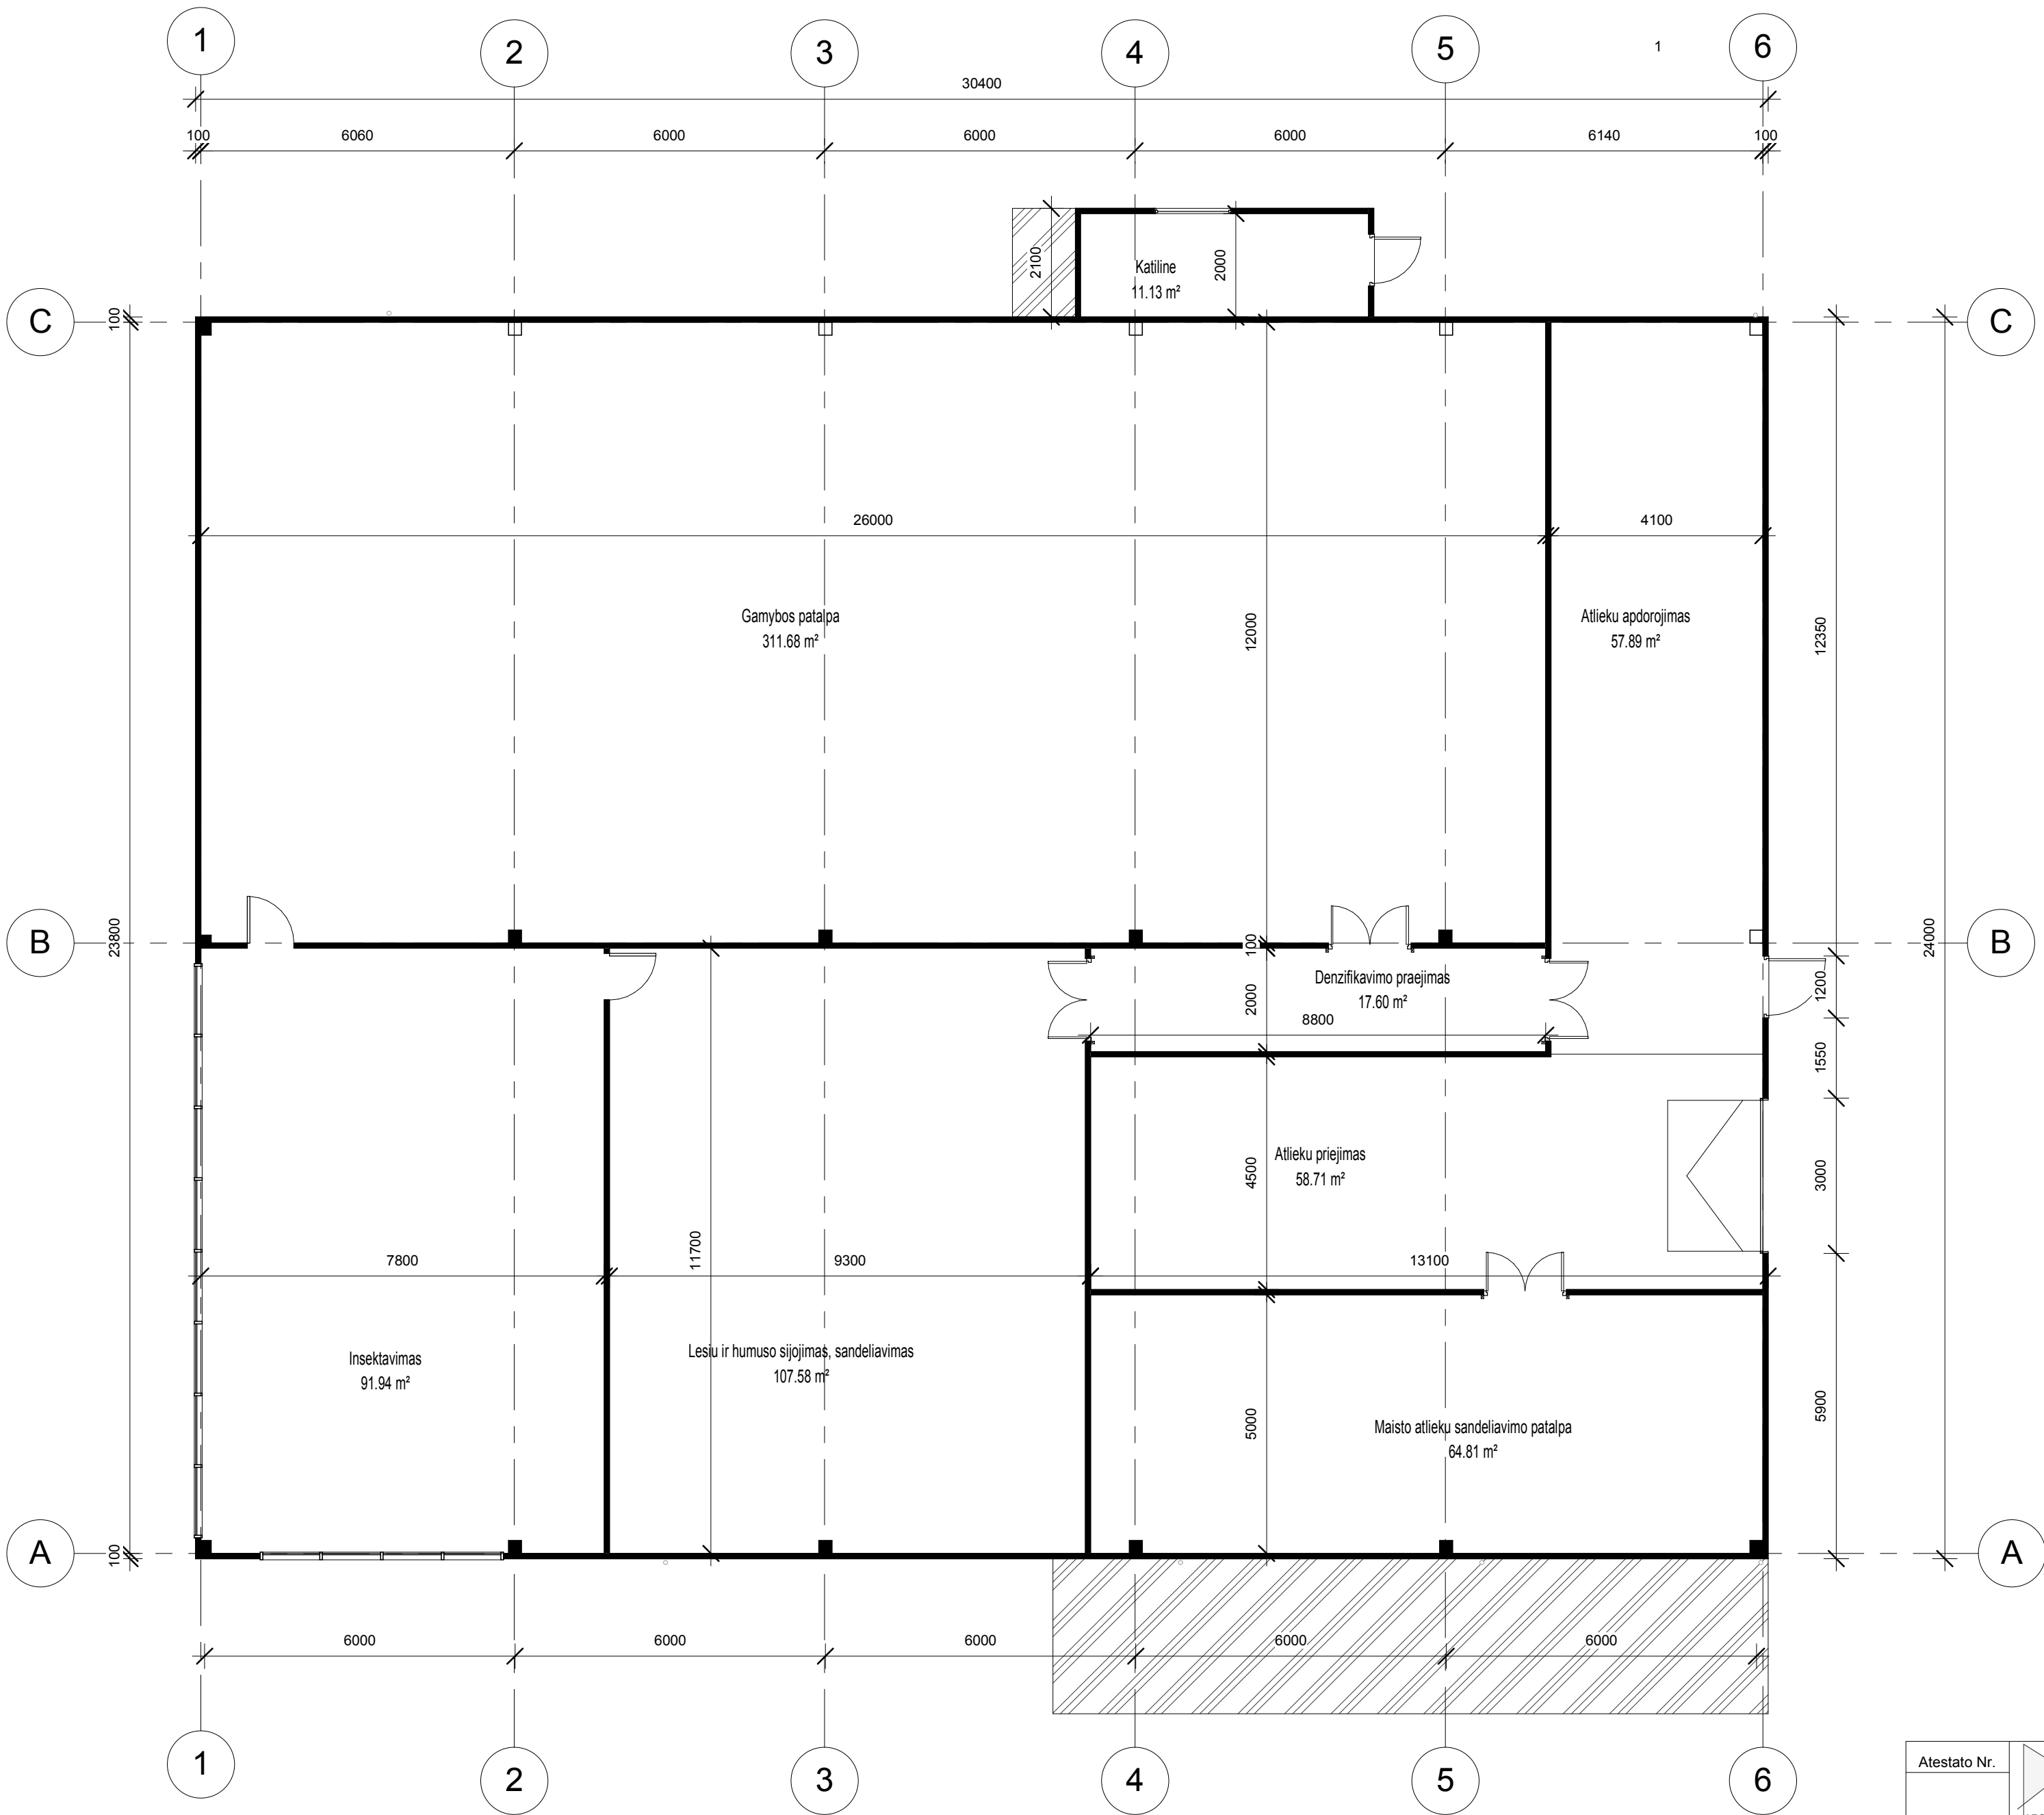 1
2
3
4
5
1
6
30400
100
6060
6000
6000
6000
6140
100
2100
Katiline
11.13 m²
2000
C
100
C
26000
4100
Gamybos patalpa
311.68 m²
12000
Atlieku apdorojimas
57.89 m²
12350
B
23800
100
24000
B
Denzifikavimo praejimas
17.60 m²
2000
1200
8800
1550
Atlieku priejimas
58.71 m²
4500
3000
7800
11700
9300
13100
Insektavimas
91.94 m²
Lesiu ir humuso sijojimas, sandeliavimas
107.58 m²
5000
Maisto atlieku sandeliavimo patalpa
64.81 m²
5900
A
100
A
6000
6000
6000
6000
6000
1
2
3
4
5
6
Atestato Nr.